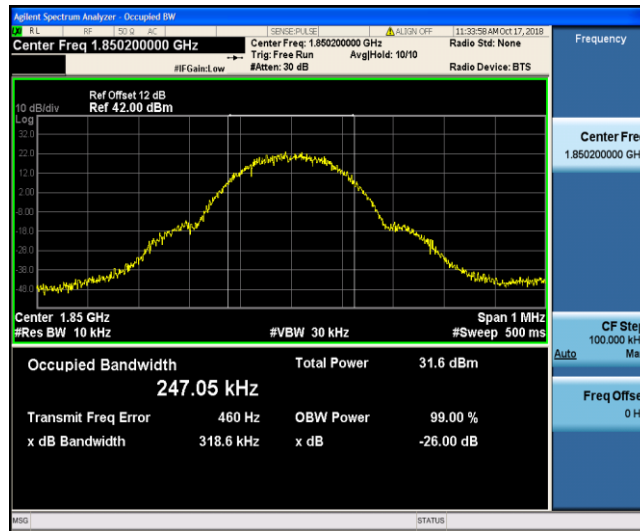 Agilent Spectrum Analyzer - Occupied BW
RL RF 50 Ω AC SENSE:PULSE ALIGN OFF 11:33:58 AM Oct 17, 2018
Center Freq 1.850200000 GHz Center Freq: 1.850200000 GHz Radio Std: None
Trig: Free Run Avg|Hold: 10/10
#IFGain:Low #Atten: 30 dB Radio Device: BTS
Frequency
Ref Offset 12 dB
10 dB/div Ref 42.00 dBm
Log
32.0
22.0
12.0
2.00
-8.00
-18.0
-28.0
-38.0
-48.0
Center 1.85 GHz Span 1 MHz
#Res BW 10 kHz #VBW 30 kHz #Sweep 500 ms
Occupied Bandwidth Total Power 31.6 dBm
247.05 kHz
Transmit Freq Error 460 Hz OBW Power 99.00 %
x dB Bandwidth 318.6 kHz x dB -26.00 dB
Center Fre
1.850200000 GH
CF Step
100.000 kH
Auto Ma
Freq Offse
0 H
MSG STATUS